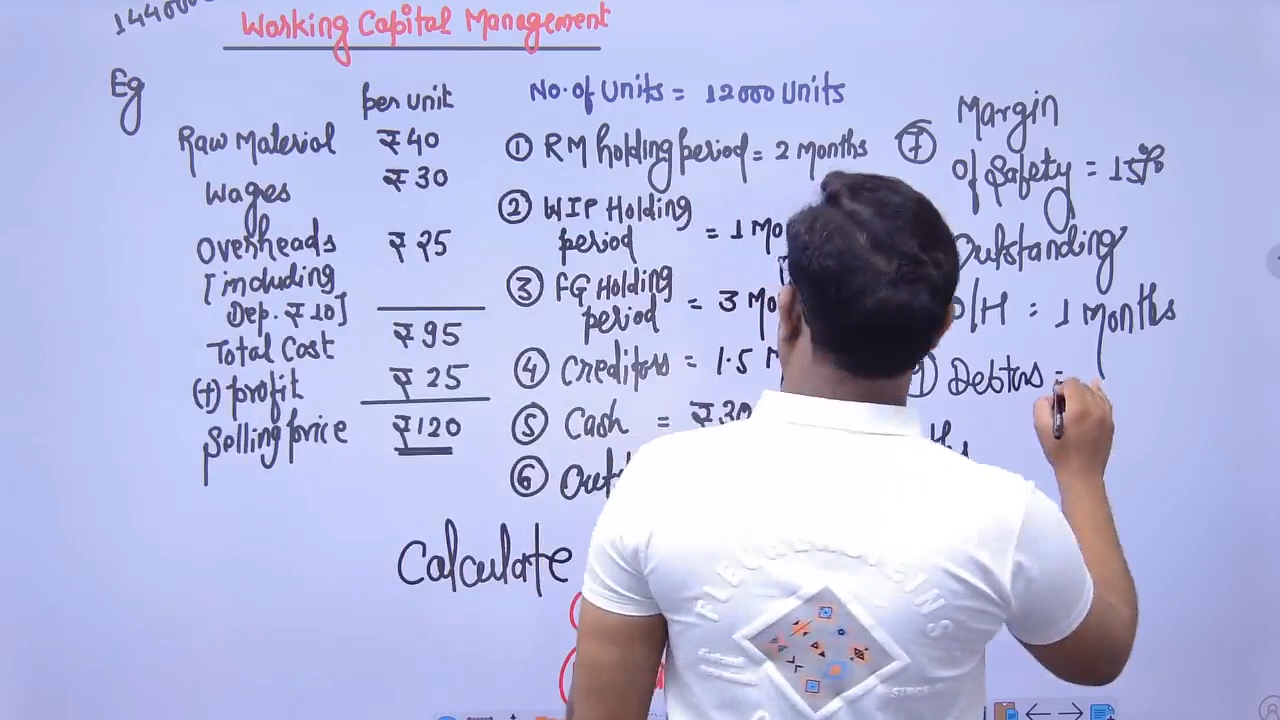 144000
Working Capital Management
Eg
per unit
Raw Material ₹40
Wages ₹30
Overheads ₹25
[including
Dep. ₹10]
Total Cost ₹95
(+) profit ₹25
Selling price ₹120
No. of Units = 12000 Units
① RM holding period = 2 Months
② WIP Holding
period = 1 Mo
③ FG Holding
period = 3 Mo
④ Creditors = 1.5 M
⑤ Cash = ₹30
⑥ Out
⑦ Margin
of Safety = 15%
Outstanding
O/H = 1 Months
Debtors =
Calculate